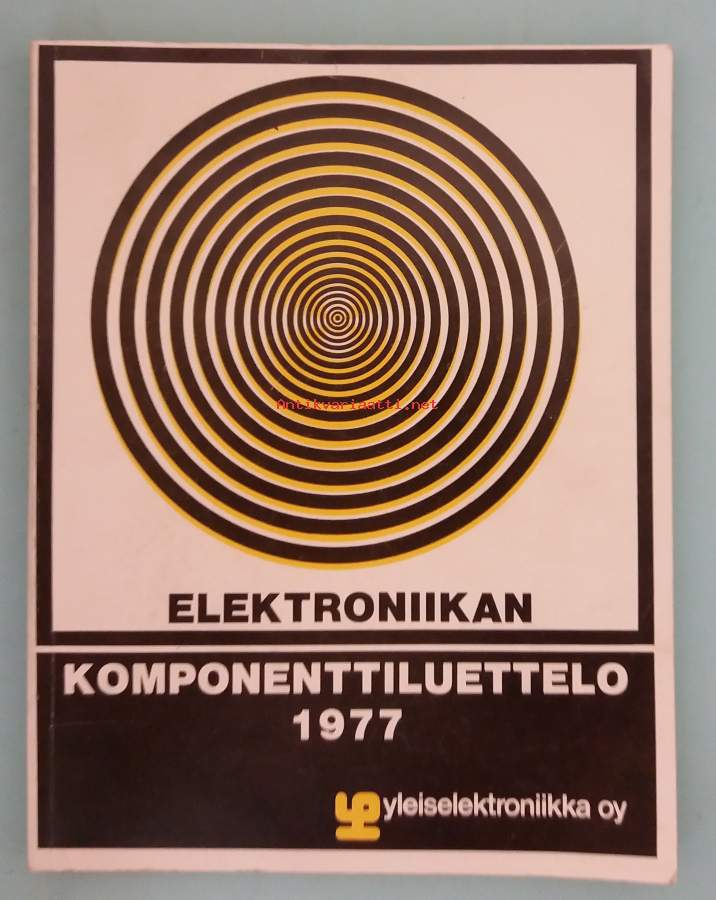 Antikvariaatti.net
ELEKTRONIIKAN
KOMPONENTTILUETTELO
1977
yleiselektroniikka oy